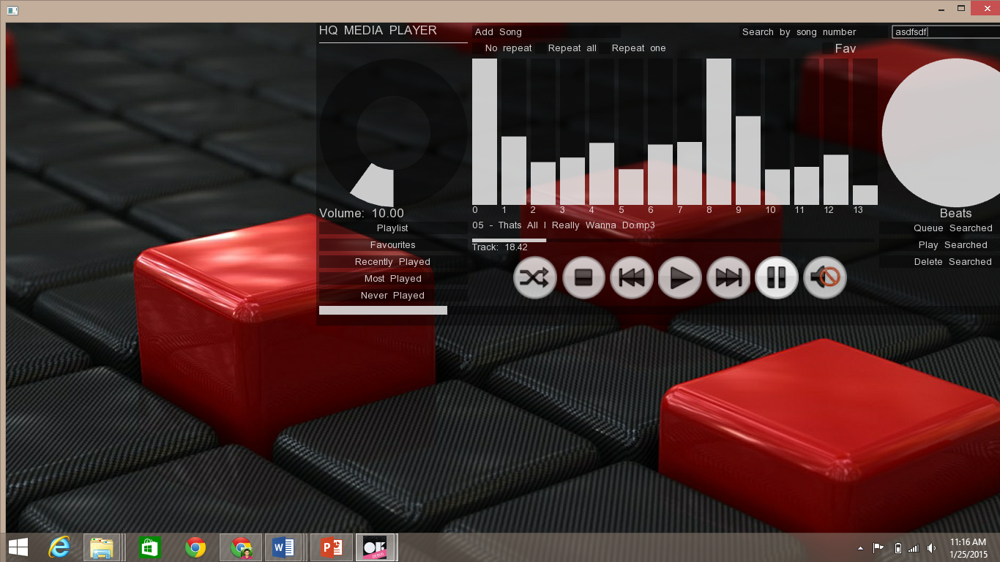 HQ MEDIA PLAYER
Add Song
Search by song number
asdfsdf
No repeat
Repeat all
Repeat one
Fav
0 1 2 3 4 5 6 7 8 9 10 11 12 13
Volume: 10.00
Beats
05 - Thats All I Really Wanna Do.mp3
Track: 18.42
Playlist
Favourites
Recently Played
Most Played
Never Played
Queue Searched
Play Searched
Delete Searched
DEBUG
11:16 AM
1/25/2015